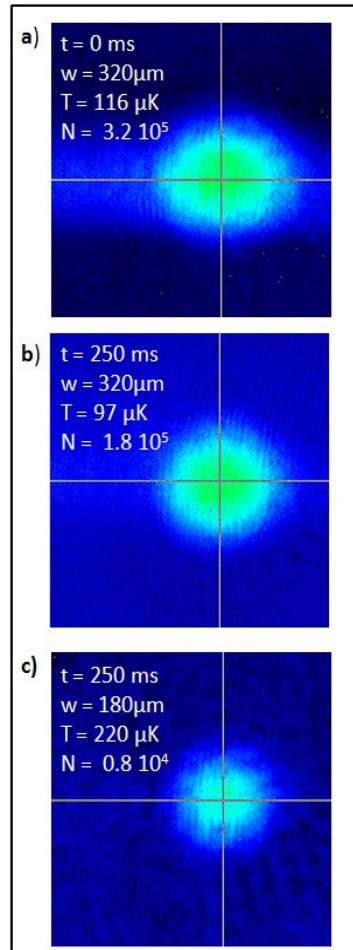 a)
t = 0 ms
w = 320µm
T = 116 µK
N = 3.2 10⁵
b)
t = 250 ms
w = 320µm
T = 97 µK
N = 1.8 10⁵
c)
t = 250 ms
w = 180µm
T = 220 µK
N = 0.8 10⁴